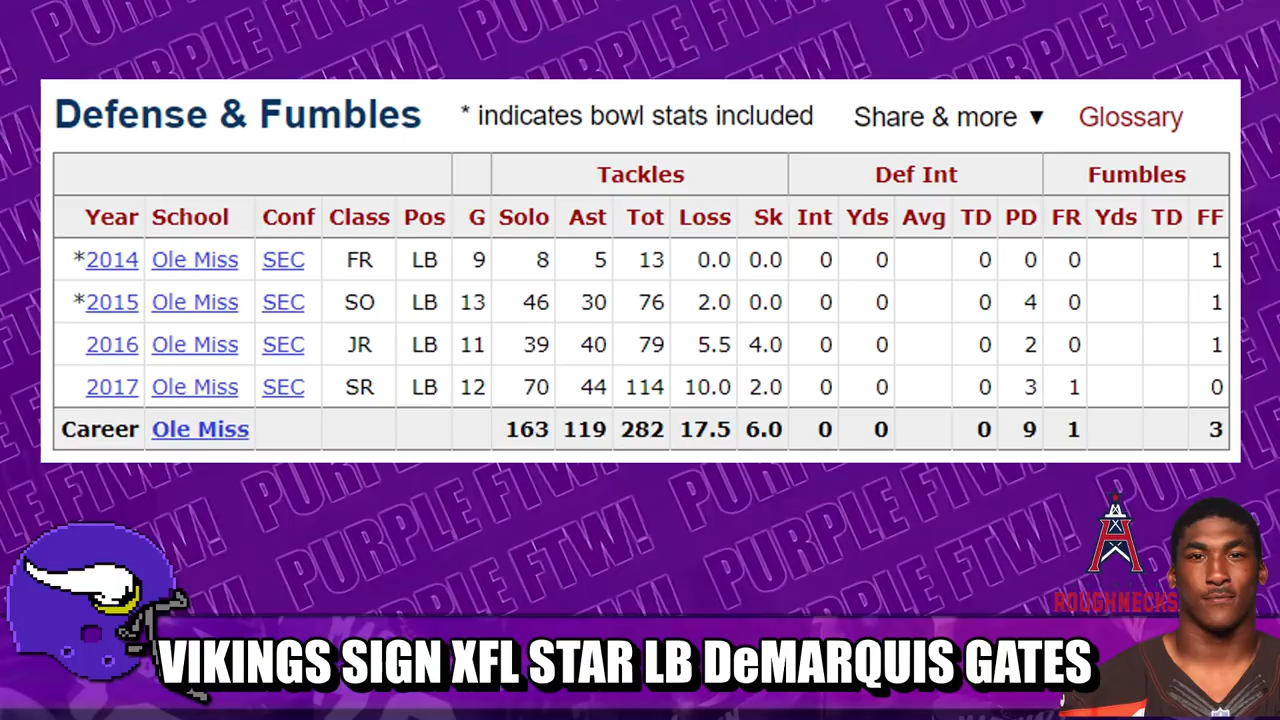 PURPLE FTW!
Defense & Fumbles * indicates bowl stats included Share & more ▼ Glossary
Tackles Def Int Fumbles
Year School Conf Class Pos G Solo Ast Tot Loss Sk Int Yds Avg TD PD FR Yds TD FF
*2014 Ole Miss SEC FR LB 9 8 5 13 0.0 0.0 0 0 0 0 0 1
*2015 Ole Miss SEC SO LB 13 46 30 76 2.0 0.0 0 0 0 4 0 1
2016 Ole Miss SEC JR LB 11 39 40 79 5.5 4.0 0 0 0 2 0 1
2017 Ole Miss SEC SR LB 12 70 44 114 10.0 2.0 0 0 0 3 1 0
Career Ole Miss 163 119 282 17.5 6.0 0 0 0 9 1 3
ROUGHNECKS
VIKINGS SIGN XFL STAR LB DeMARQUIS GATES